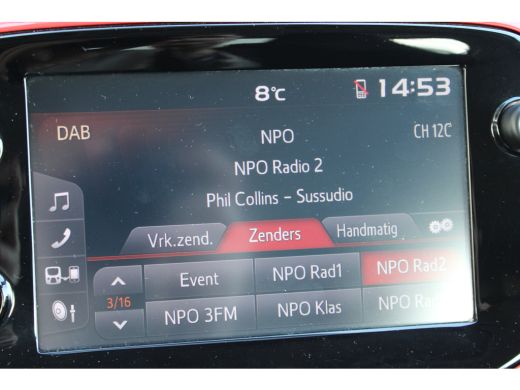 8°C 14:53
DAB NPO CH 12C
NPO Radio 2
Phil Collins - Sussudio
Vrk.zend. Zenders Handmatig
Event NPO Rad1 NPO Rad2
3/16
NPO 3FM NPO Klas NPO